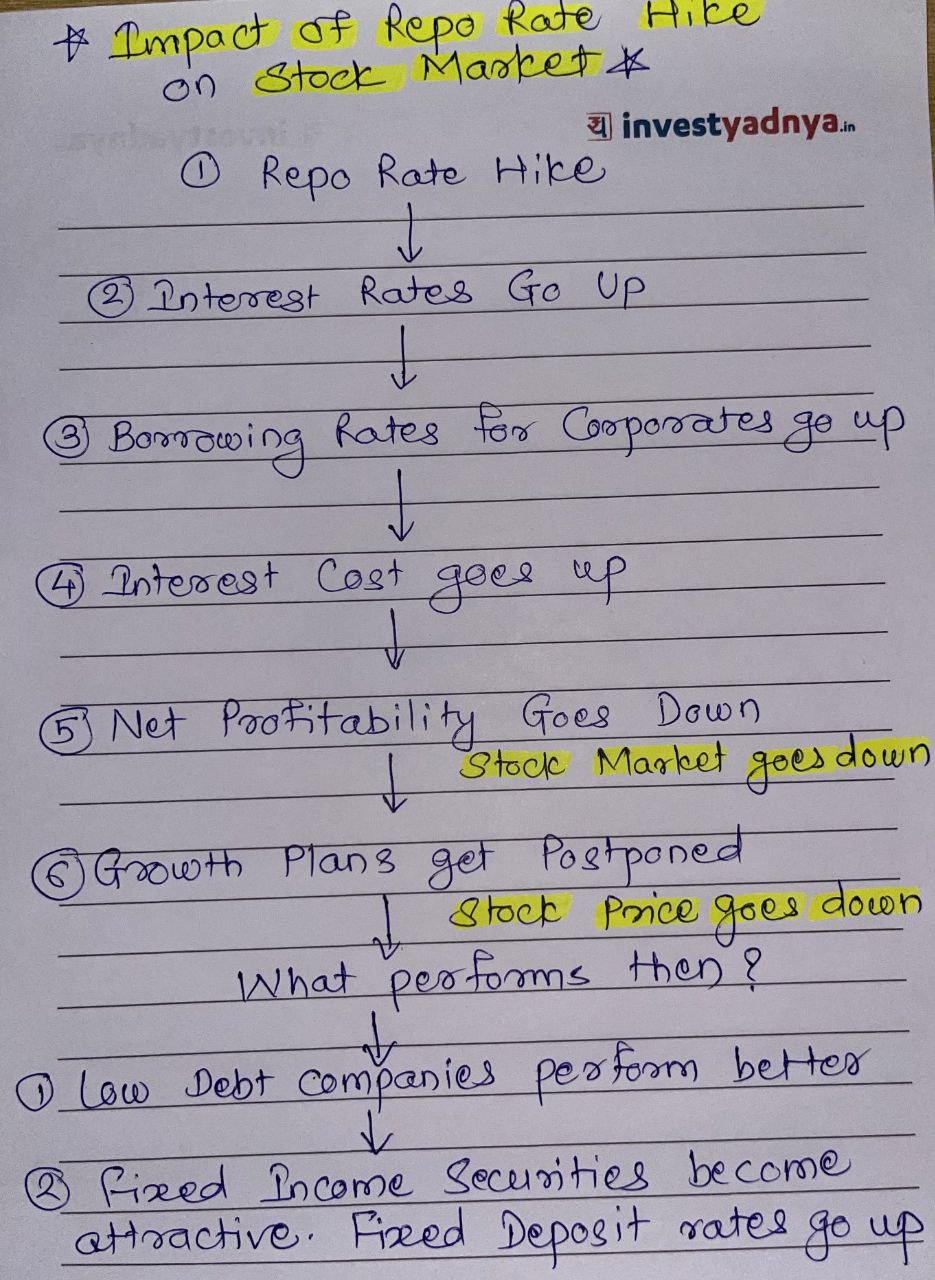 ☆ Impact of Repo Rate Hike
on Stock Market ☆
य investyadnya.in
① Repo Rate Hike
↓
② Interest Rates Go Up
↓
③ Borrowing Rates for Corporates go up
↓
④ Interest Cost goes up
↓
⑤ Net Profitability Goes Down
↓ Stock Market goes down
⑥ Growth Plans get Postponed
↓ Stock Price goes down
What performs then?
↓
① Low Debt companies perform better
↓
② Fixed Income Securities become
attractive. Fixed Deposit rates go up